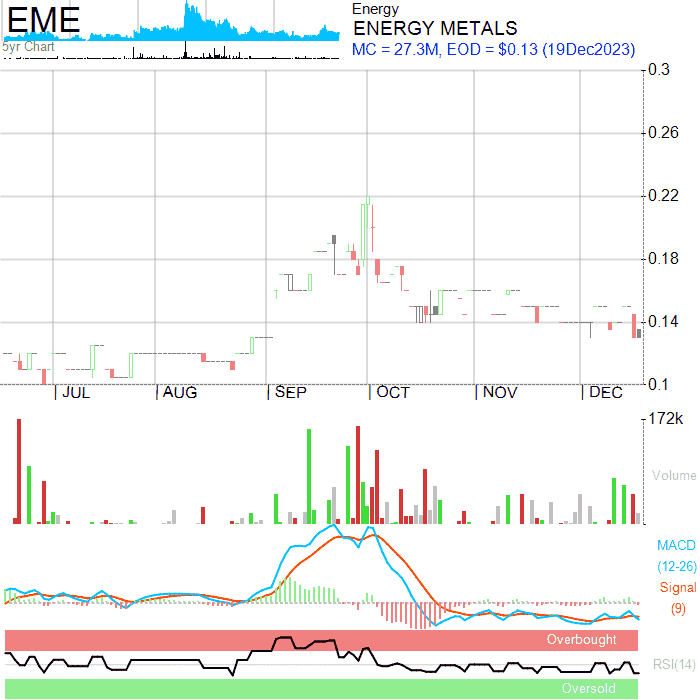 EME
5yr Chart
Energy
ENERGY METALS
MC = 27.3M, EOD = $0.13 (19Dec2023)
0.3
0.26
0.22
0.18
0.14
0.1
JUL AUG SEP OCT NOV DEC
172k
Volume
MACD
(12-26)
Signal
(9)
Overbought
RSI(14)
Oversold